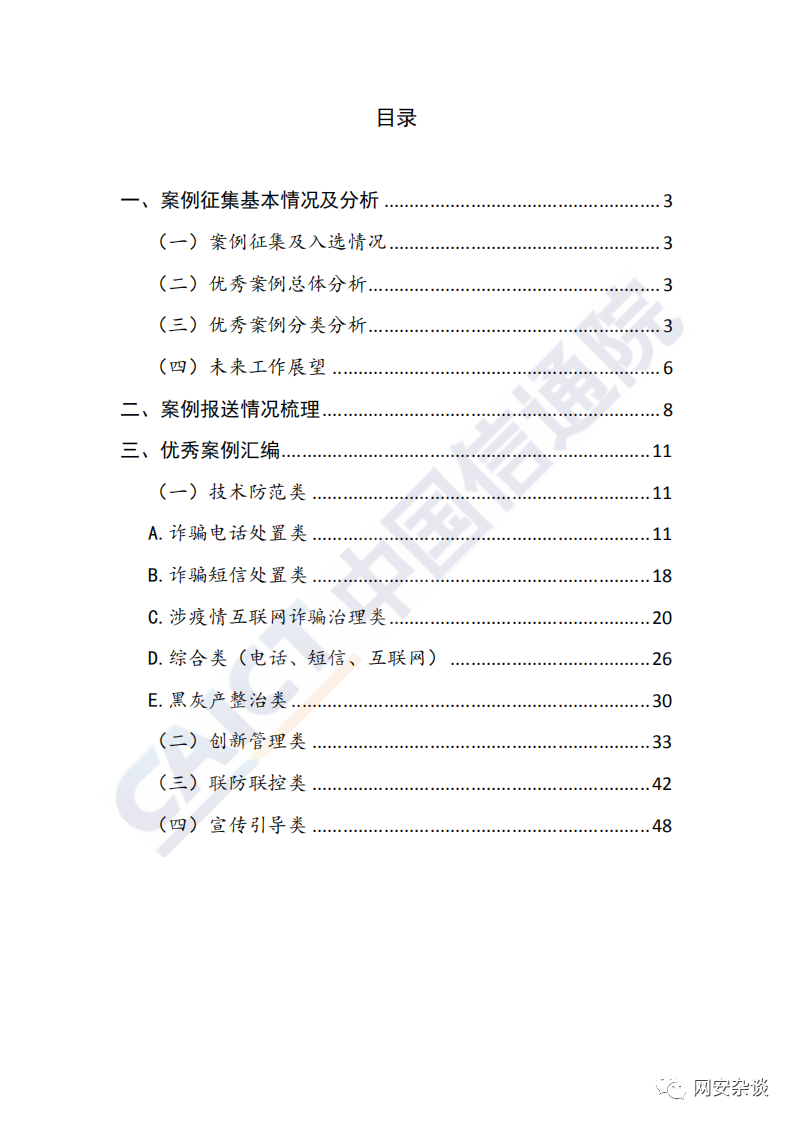 目录
一、案例征集基本情况及分析......................................................3
（一）案例征集及入选情况.....................................................3
（二）优秀案例总体分析.........................................................3
（三）优秀案例分类分析.........................................................3
（四）未来工作展望................................................................6
二、案例报送情况梳理..................................................................8
三、优秀案例汇编........................................................................11
（一）技术防范类..................................................................11
A.诈骗电话处置类..................................................................11
B.诈骗短信处置类..................................................................18
C.涉疫情互联网诈骗治理类...................................................20
D.综合类（电话、短信、互联网）.......................................26
E.黑灰产整治类......................................................................30
（二）创新管理类..................................................................33
（三）联防联控类..................................................................42
（四）宣传引导类..................................................................48
CAICT 中国信通院
网安杂谈